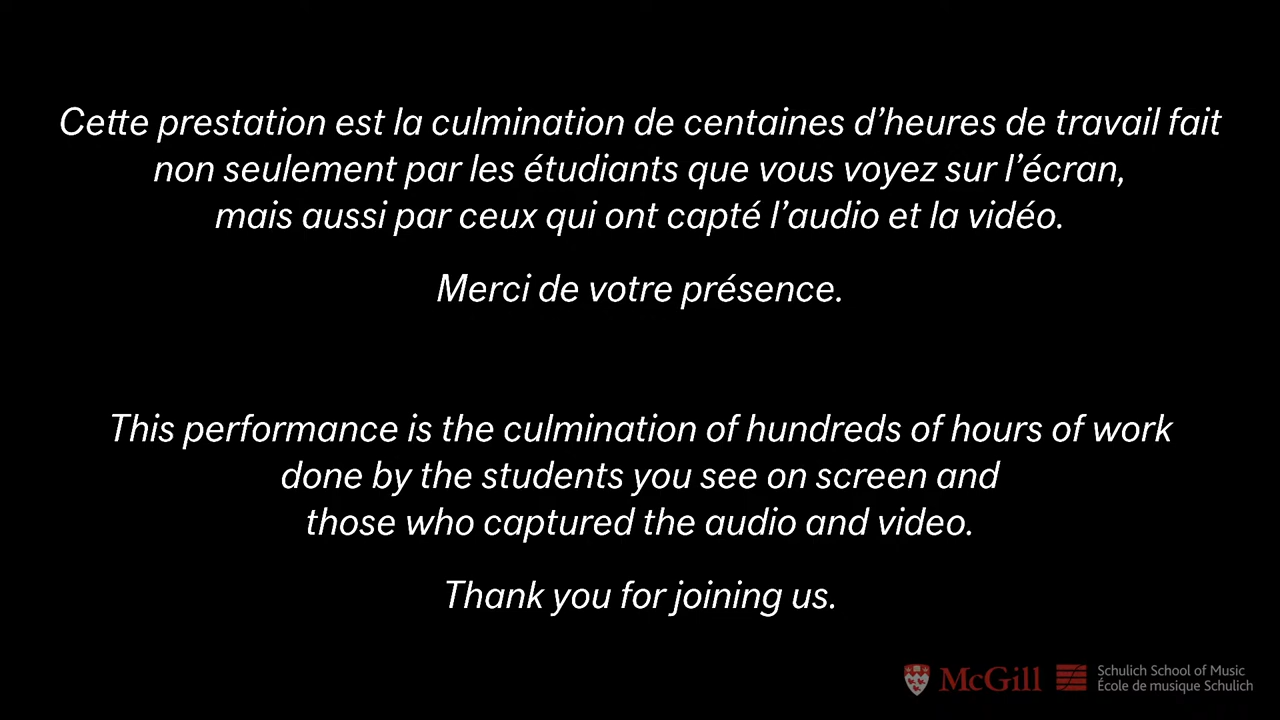 Cette prestation est la culmination de centaines d’heures de travail fait
non seulement par les étudiants que vous voyez sur l’écran,
mais aussi par ceux qui ont capté l’audio et la vidéo.
Merci de votre présence.
This performance is the culmination of hundreds of hours of work
done by the students you see on screen and
those who captured the audio and video.
Thank you for joining us.
McGill
Schulich School of Music
École de musique Schulich